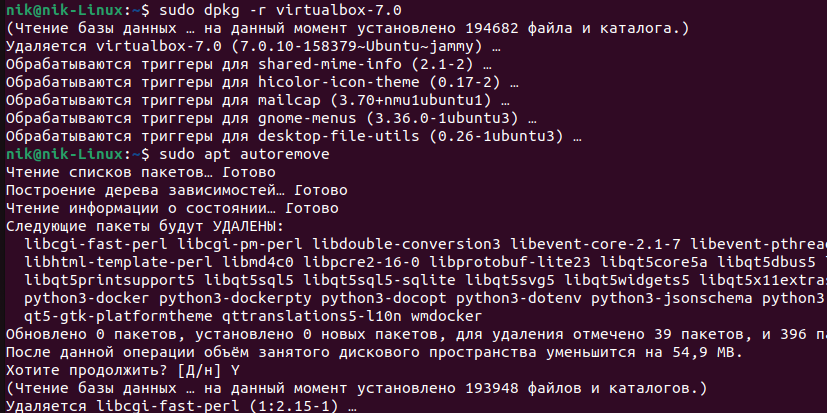 nik@nik-Linux:~$ sudo dpkg -r virtualbox-7.0
(Чтение базы данных … на данный момент установлено 194682 файла и каталога.)
Удаляется virtualbox-7.0 (7.0.10-158379~Ubuntu~jammy) …
Обрабатываются триггеры для shared-mime-info (2.1-2) …
Обрабатываются триггеры для hicolor-icon-theme (0.17-2) …
Обрабатываются триггеры для mailcap (3.70+nmu1ubuntu1) …
Обрабатываются триггеры для gnome-menus (3.36.0-1ubuntu3) …
Обрабатываются триггеры для desktop-file-utils (0.26-1ubuntu3) …
nik@nik-Linux:~$ sudo apt autoremove
Чтение списков пакетов… Готово
Построение дерева зависимостей… Готово
Чтение информации о состоянии… Готово
Следующие пакеты будут УДАЛЕНЫ:
libcgi-fast-perl libcgi-pm-perl libdouble-conversion3 libevent-core-2.1-7 libevent-pthrea
libhtml-template-perl libmd4c0 libpcre2-16-0 libprotobuf-lite23 libqt5core5a libqt5dbus5
libqt5printsupport5 libqt5sql5 libqt5sql5-sqlite libqt5svg5 libqt5widgets5 libqt5x11extras
python3-docker python3-dockerpty python3-docopt python3-dotenv python3-jsonschema python3
qt5-gtk-platformtheme qttranslations5-l10n wmdocker
Обновлено 0 пакетов, установлено 0 новых пакетов, для удаления отмечено 39 пакетов, и 396 па
После данной операции объём занятого дискового пространства уменьшится на 54,9 MB.
Хотите продолжить? [Д/н] Y
(Чтение базы данных … на данный момент установлено 193948 файлов и каталогов.)
Удаляется libcgi-fast-perl (1:2.15-1) …